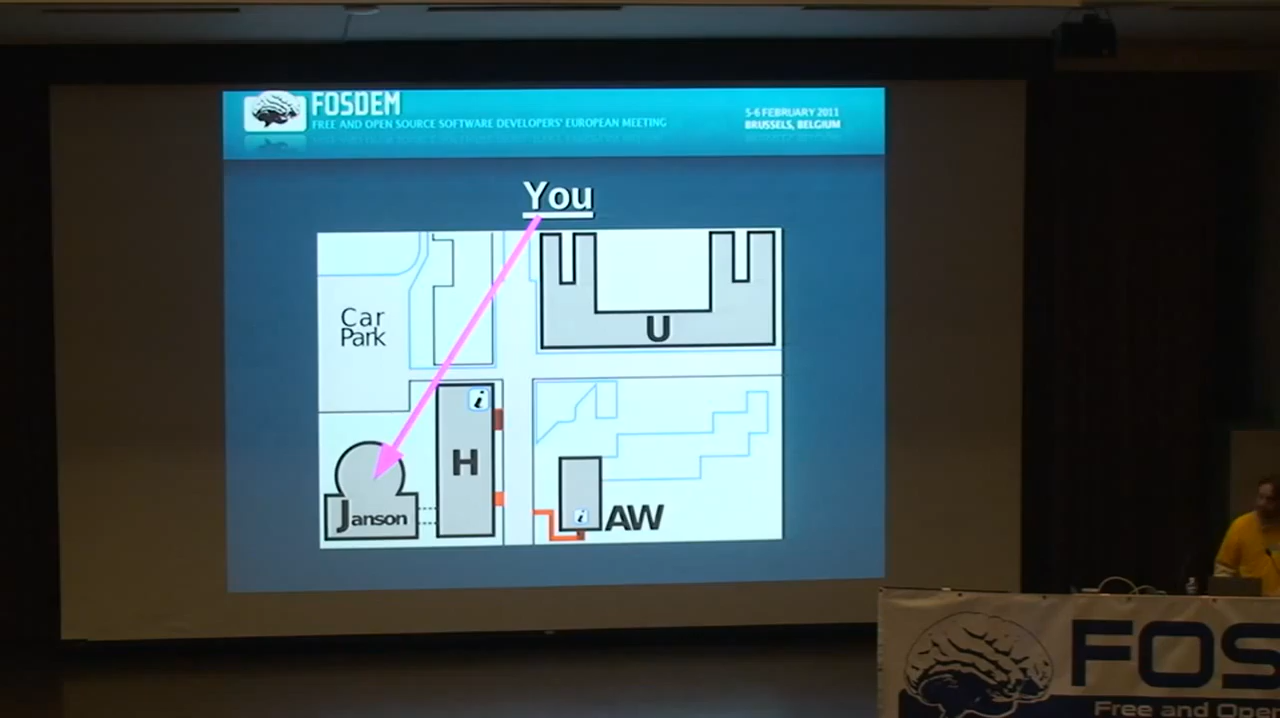 FOSDEM
FREE AND OPEN SOURCE SOFTWARE DEVELOPERS' EUROPEAN MEETING
5-6 FEBRUARY 2011
BRUSSELS, BELGIUM
You
Car
Park
U
i
H
Janson
i
AW
FOS
Free and Oper